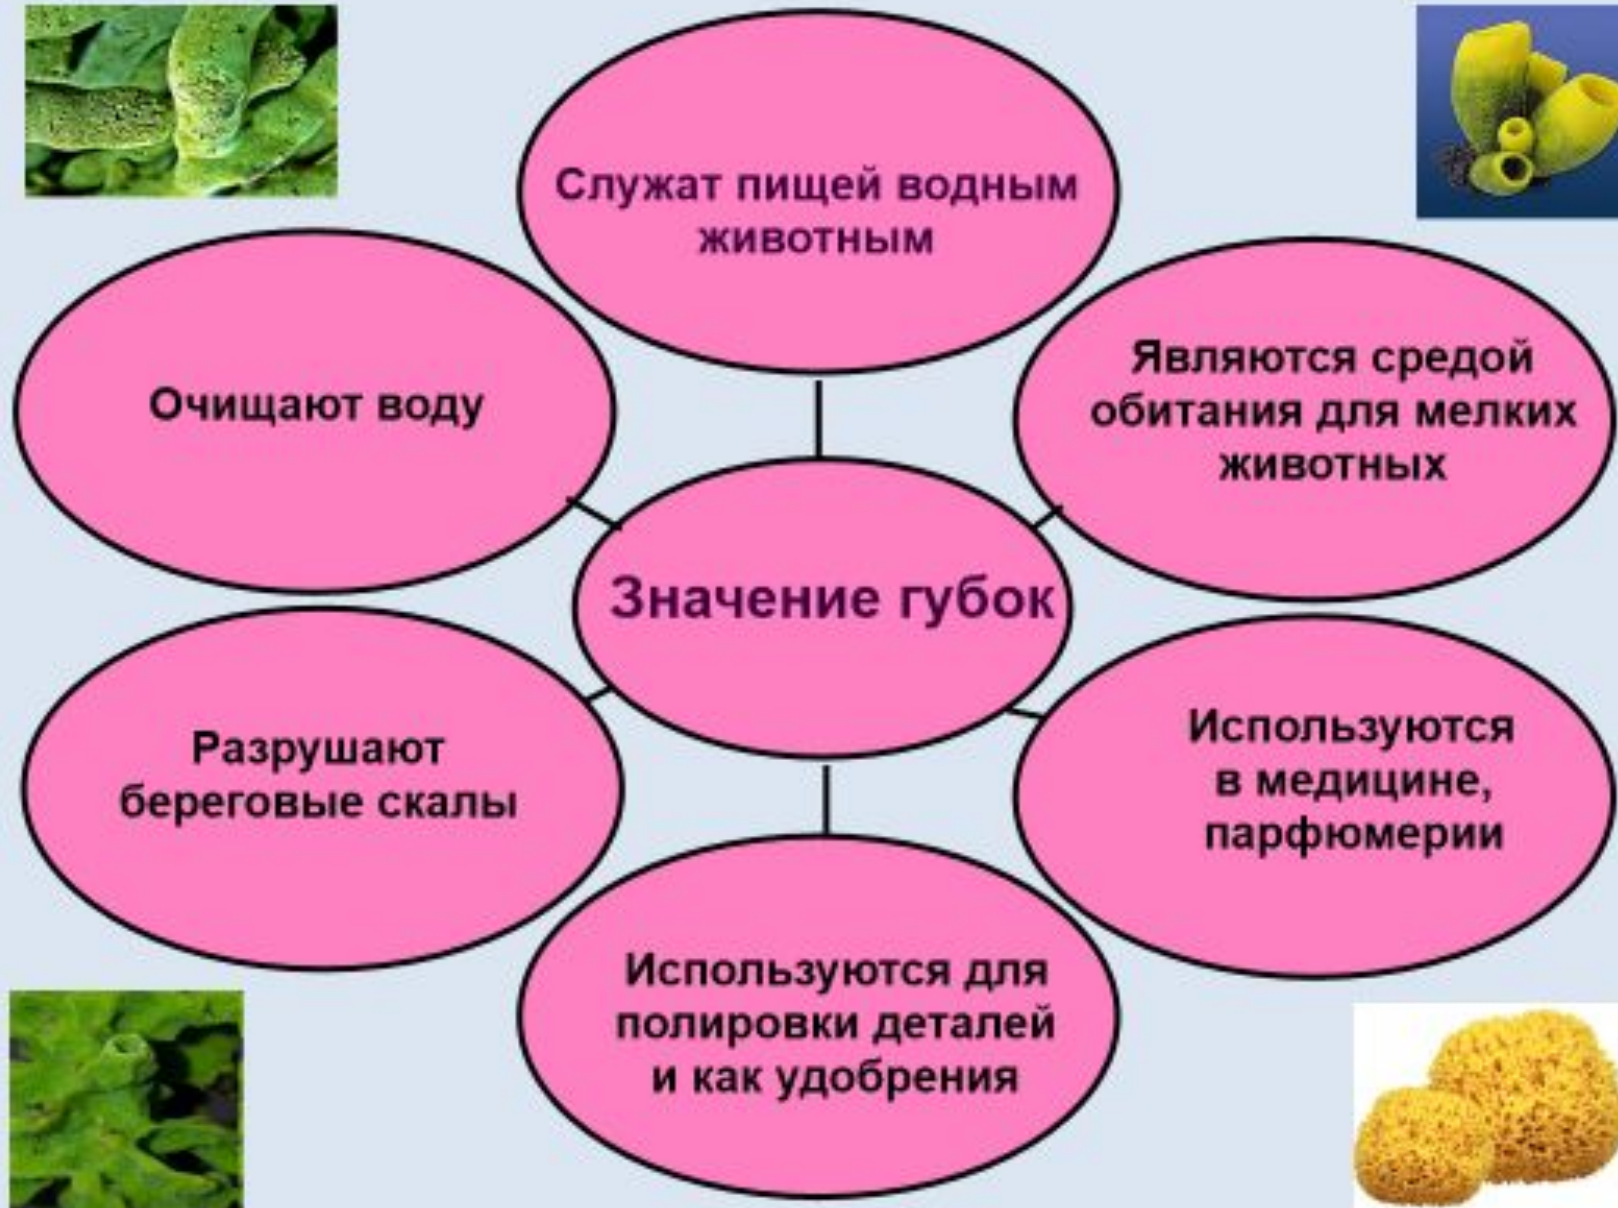 Служат пищей водным
животным
Очищают воду
Являются средой
обитания для мелких
животных
Значение губок
Разрушают
береговые скалы
Используются
в медицине,
парфюмерии
Используются для
полировки деталей
и как удобрения